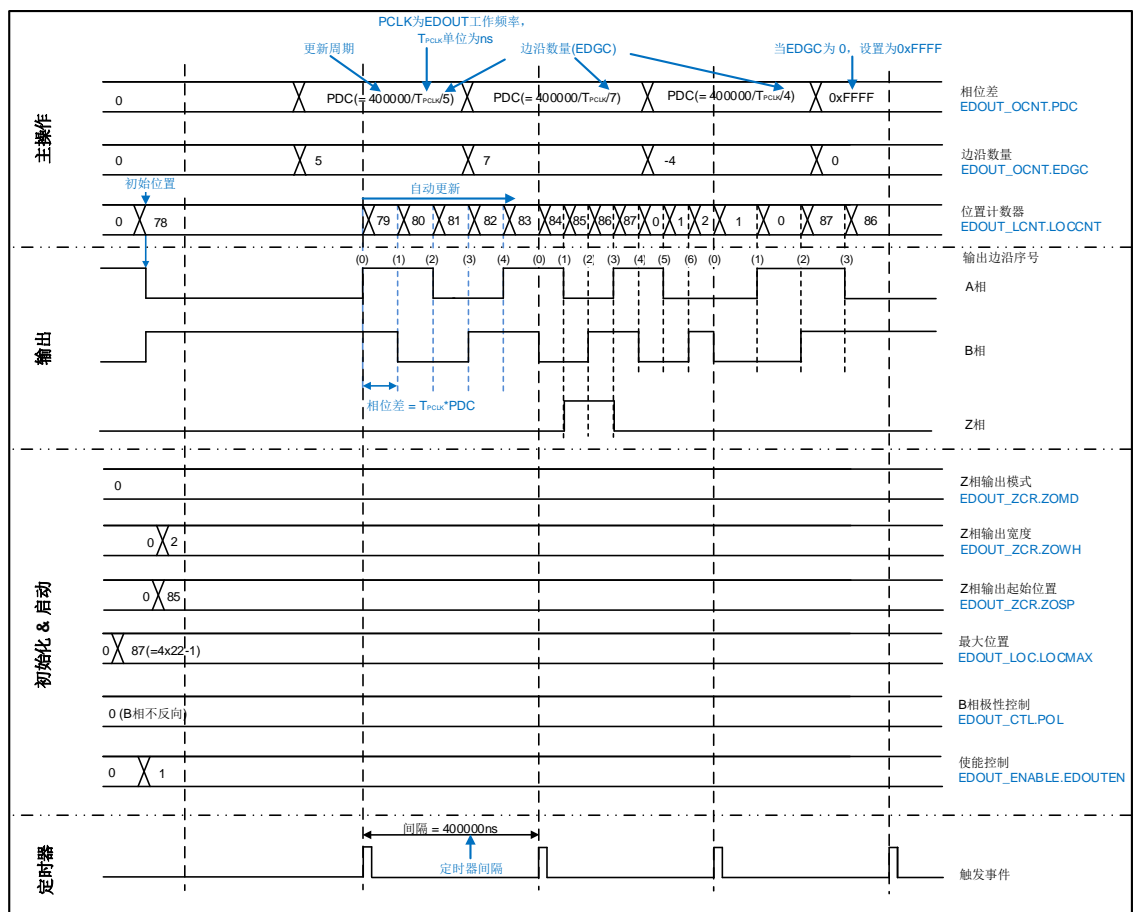 PCLK为EDOUT工作频率，
TPCLK单位为ns
更新周期
边沿数量(EDGC)
当EDGC为 0，设置为0xFFFF
主操作
0
PDC(= 400000/TPCLK/5)
PDC(= 400000/TPCLK/7)
PDC(= 400000/TPCLK/4)
0xFFFF
相位差
EDOUT_OCNT.PDC
0
5
7
-4
0
边沿数量
EDOUT_OCNT.EDGC
初始位置
自动更新
0
78
79
80
81
82
83
84
85
86
87
0
1
2
1
0
87
86
位置计数器
EDOUT_LCNT.LOCCNT
输出
(0)
(1)
(2)
(3)
(4)
(0)
(1)
(2)
(3)
(4)
(5)
(6)
(0)
(1)
(2)
(3)
输出边沿序号
A相
B相
相位差 = TPCLK*PDC
Z相
初始化 & 启动
0
Z相输出模式
EDOUT_ZCR.ZOMD
0
2
Z相输出宽度
EDOUT_ZCR.ZOWH
0
85
Z相输出起始位置
EDOUT_ZCR.ZOSP
0
87(=4x22-1)
最大位置
EDOUT_LOC.LOCMAX
0 (B相不反向)
B相极性控制
EDOUT_CTL.POL
0
1
使能控制
EDOUT_ENABLE.EDOUTEN
定时器
间隔 = 400000ns
定时器间隔
触发事件